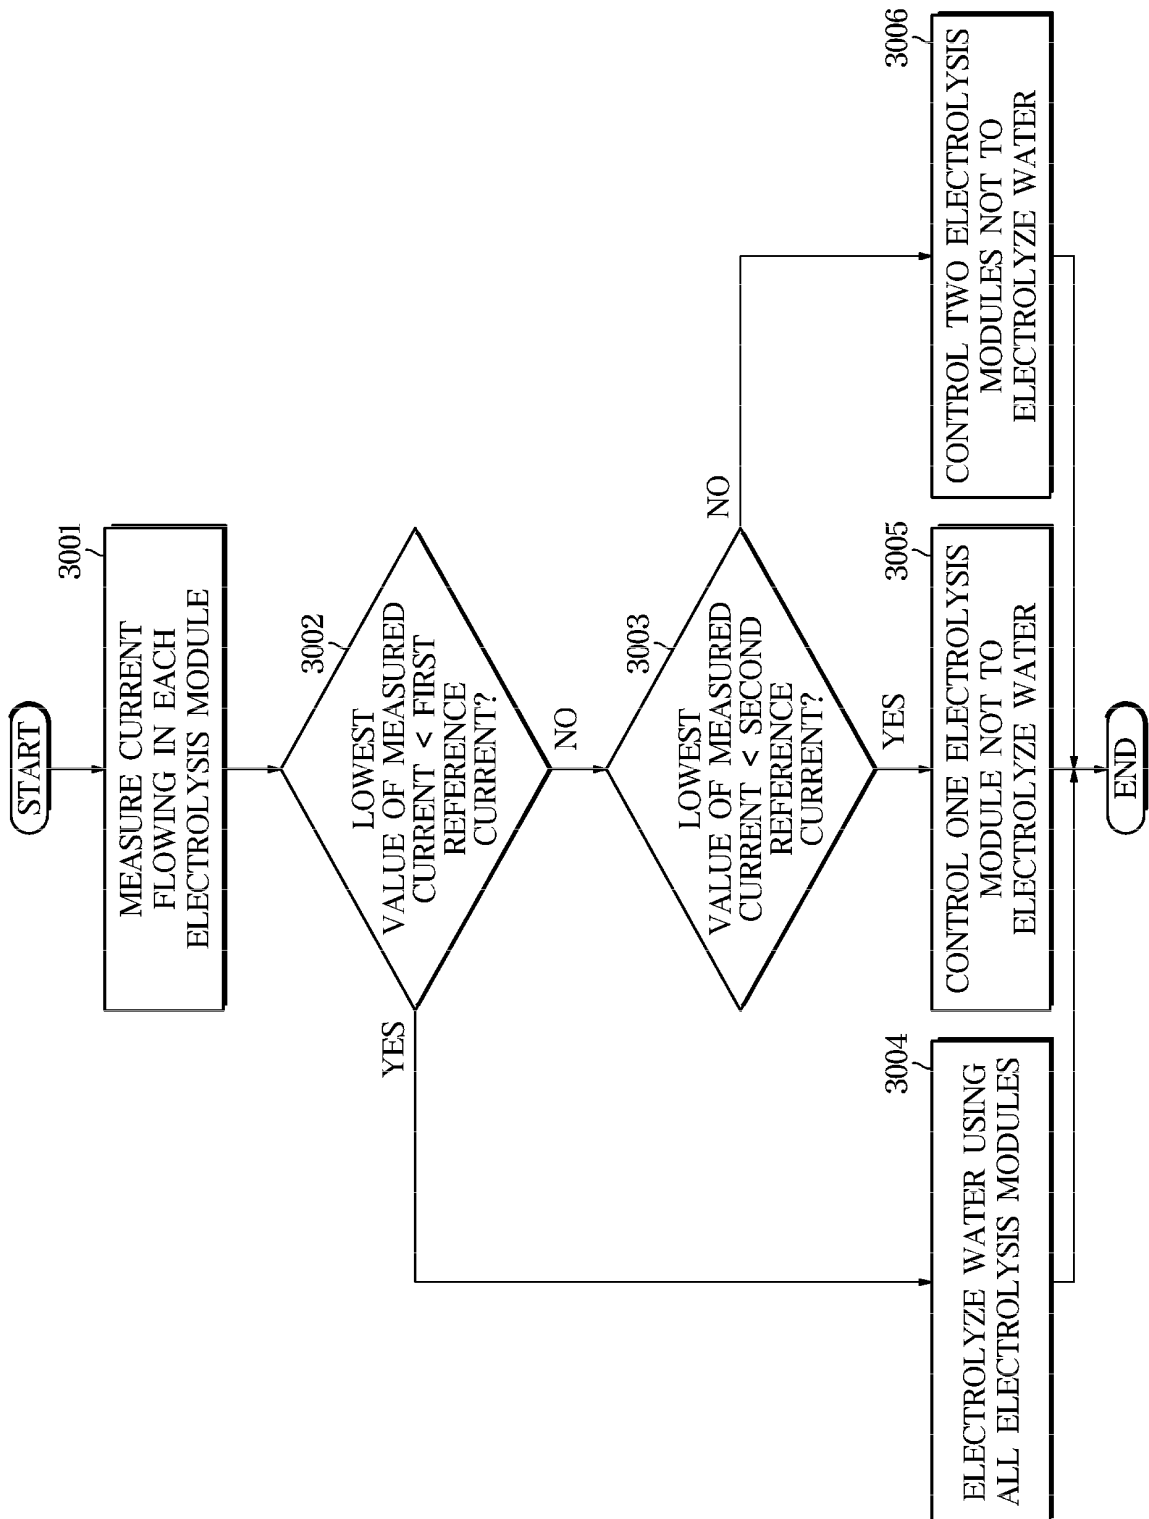 START
3001
MEASURE CURRENT
FLOWING IN EACH
ELECTROLYSIS MODULE
3002
LOWEST
VALUE OF MEASURED
CURRENT < FIRST
REFERENCE
CURRENT?
YES
NO
3003
LOWEST
VALUE OF MEASURED
CURRENT < SECOND
REFERENCE
CURRENT?
NO
YES
3004
ELECTROLYZE WATER USING
ALL ELECTROLYSIS MODULES
3005
CONTROL ONE ELECTROLYSIS
MODULE NOT TO
ELECTROLYZE WATER
3006
CONTROL TWO ELECTROLYSIS
MODULES NOT TO
ELECTROLYZE WATER
END